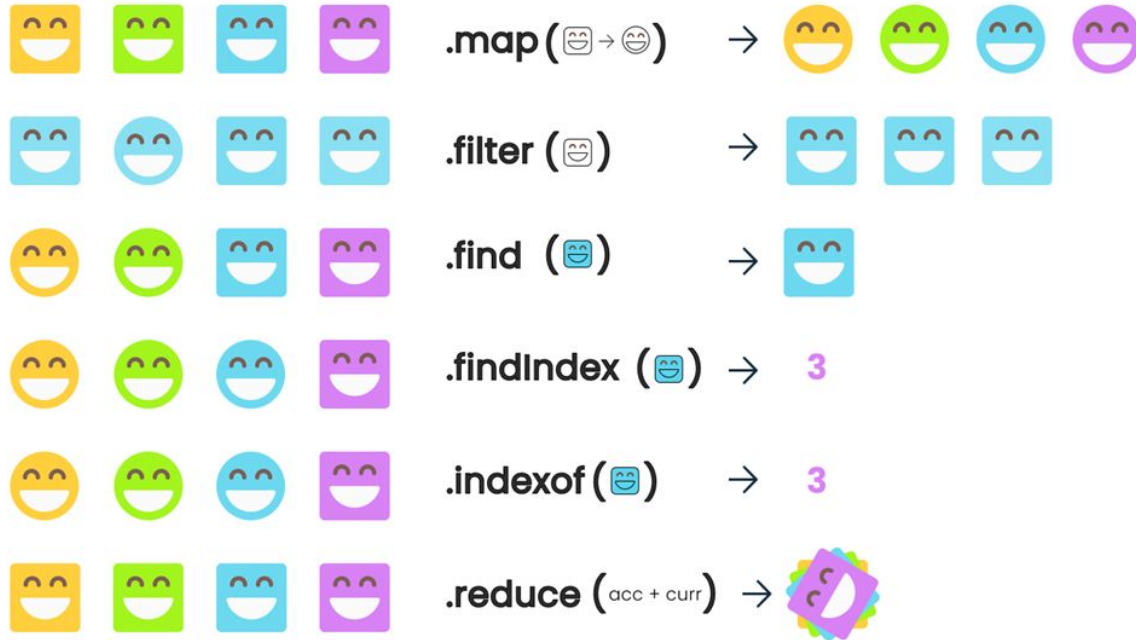 .map ( → ) →
.filter ( ) →
.find ( ) →
.findIndex ( ) → 3
.indexof ( ) → 3
.reduce (acc + curr) →